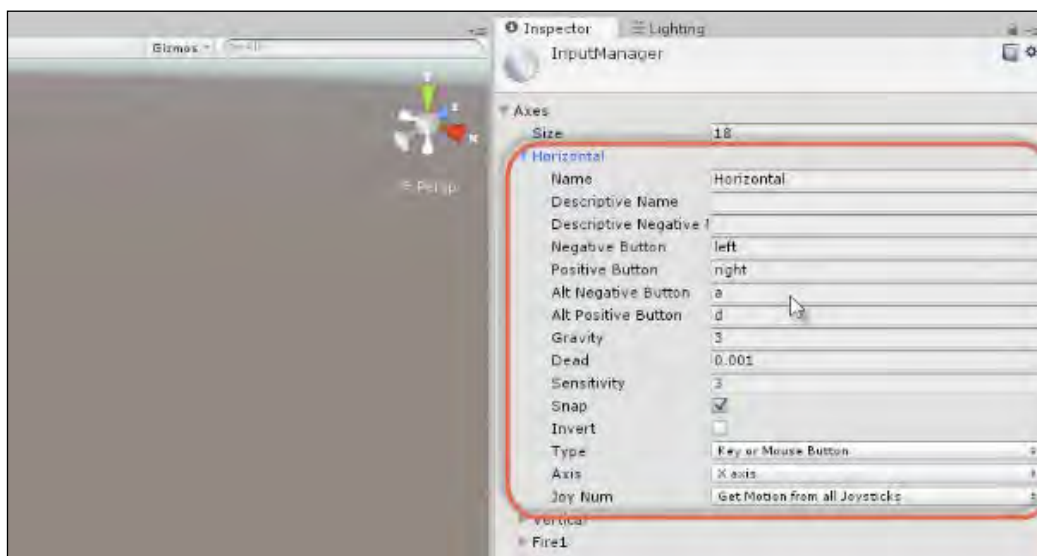 Inspector
Lighting
Gizmos
InputManager
Axes
Size 18
Horizontal
Name Horizontal
Descriptive Name
Descriptive Negative
Negative Button left
Positive Button right
Alt Negative Button a
Alt Positive Button d
Gravity 3
Dead 0.001
Sensitivity 3
Snap
Invert
Type Key or Mouse Button
Axis X axis
Joy Num Get Motion from all Joysticks
Vertical
Fire1
Persp